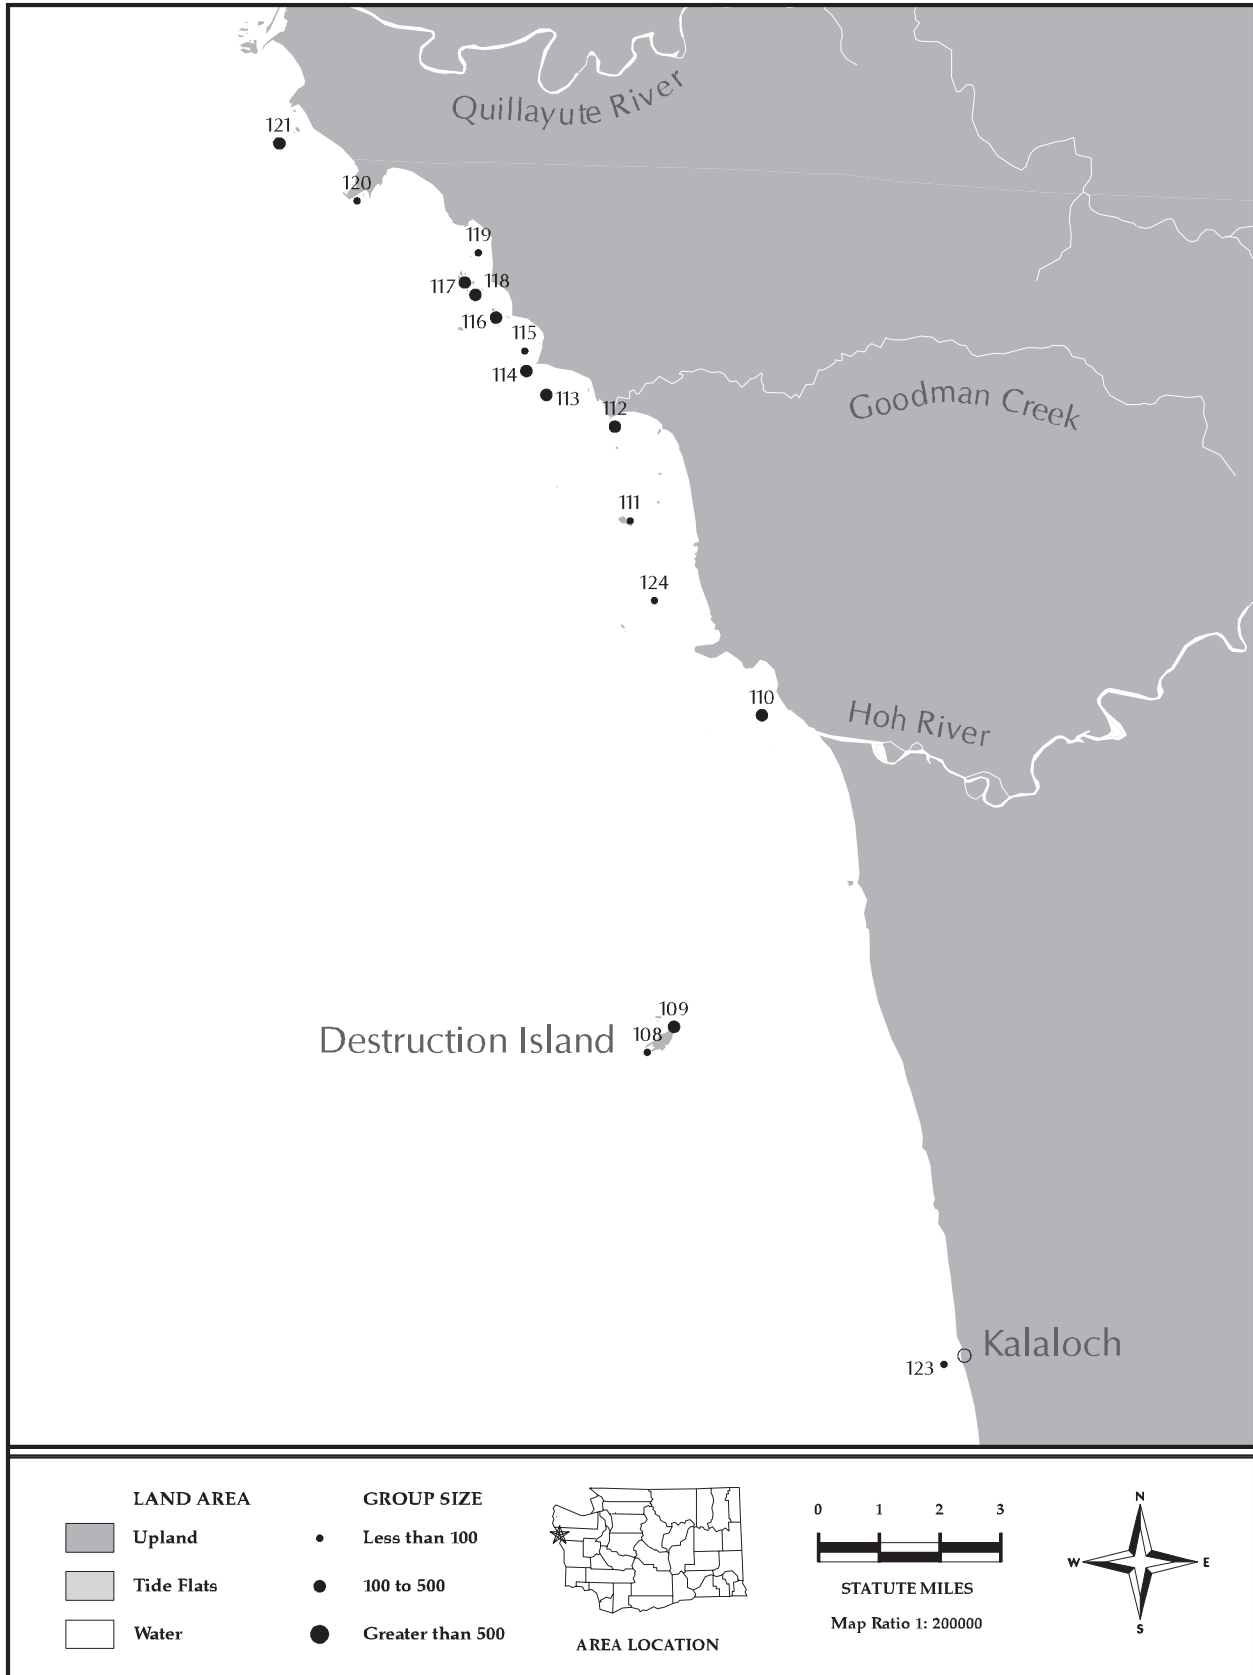 Quillayute River
121
120
119
117
118
116
115
114
113
112
Goodman Creek
111
124
110
Hoh River
109
108
Destruction Island
Kalaloch
123
LAND AREA
Upland
Tide Flats
Water
GROUP SIZE
Less than 100
100 to 500
Greater than 500
AREA LOCATION
0 1 2 3
STATUTE MILES
Map Ratio 1: 200000
N
W E
S